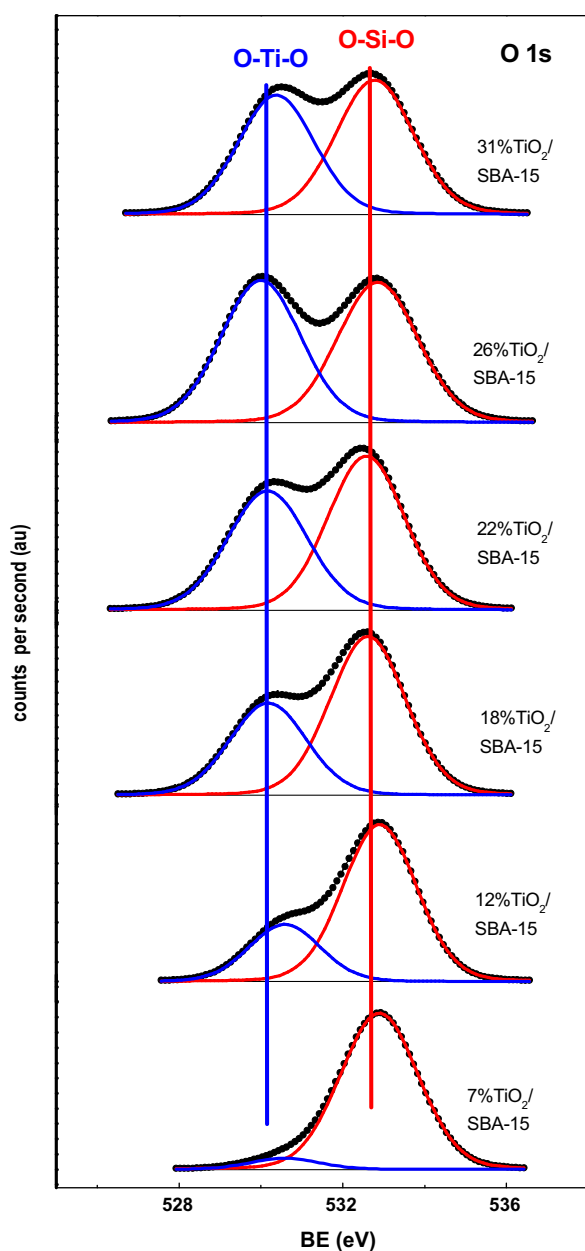 O-Ti-O
O-Si-O
O 1s
31%TiO₂/
SBA-15
26%TiO₂/
SBA-15
22%TiO₂/
SBA-15
18%TiO₂/
SBA-15
12%TiO₂/
SBA-15
7%TiO₂/
SBA-15
counts per second (au)
528
532
536
BE (eV)